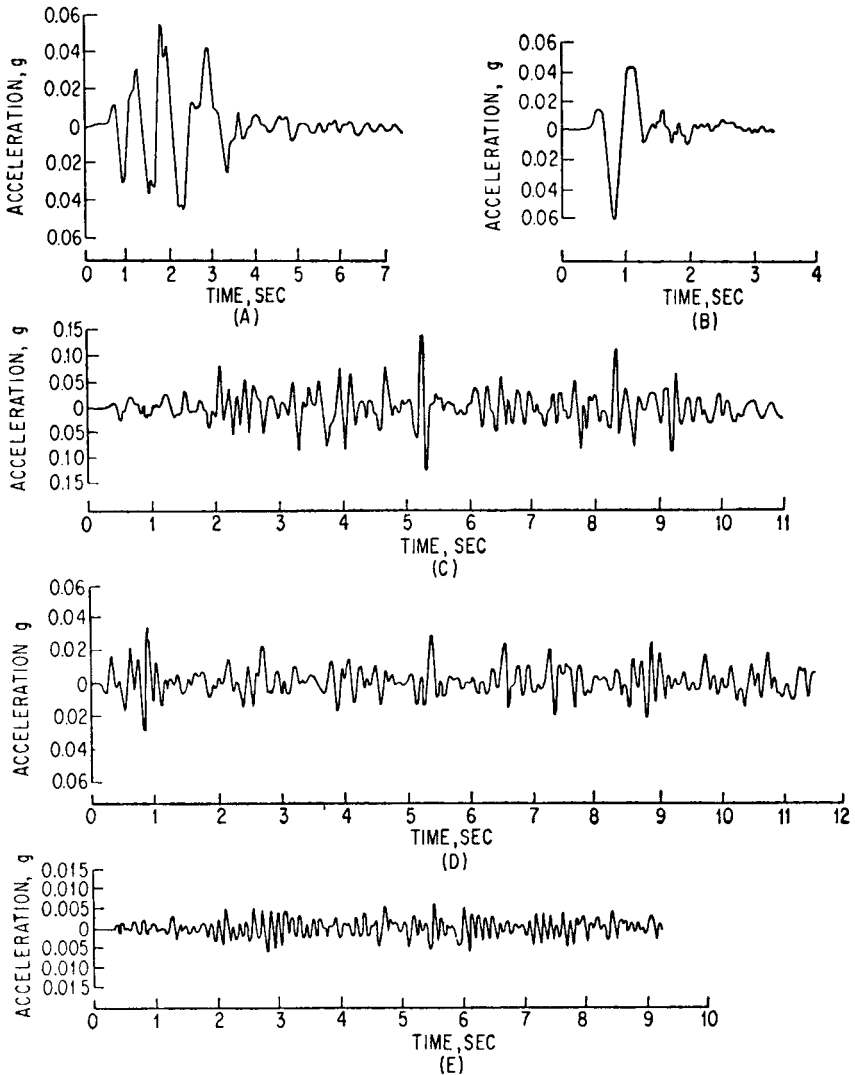 ACCELERATION, g
0.06
0.04
0.02
0
0.02
0.04
0.06
0 1 2 3 4 5 6 7
TIME, SEC
(A)
ACCELERATION, g
0.06
0.04
0.02
0
0.02
0.04
0.06
0 1 2 3 4
TIME, SEC
(B)
ACCELERATION, g
0.15
0.10
0.05
0
0.05
0.10
0.15
0 1 2 3 4 5 6 7 8 9 10 11
TIME, SEC
(C)
ACCELERATION g
0.06
0.04
0.02
0
0.02
0.04
0.06
0 1 2 3 4 5 6 7 8 9 10 11 12
TIME, SEC
(D)
ACCELERATION, g
0.015
0.010
0.005
0
0.005
0.010
0.015
0 1 2 3 4 5 6 7 8 9 10
TIME, SEC
(E)